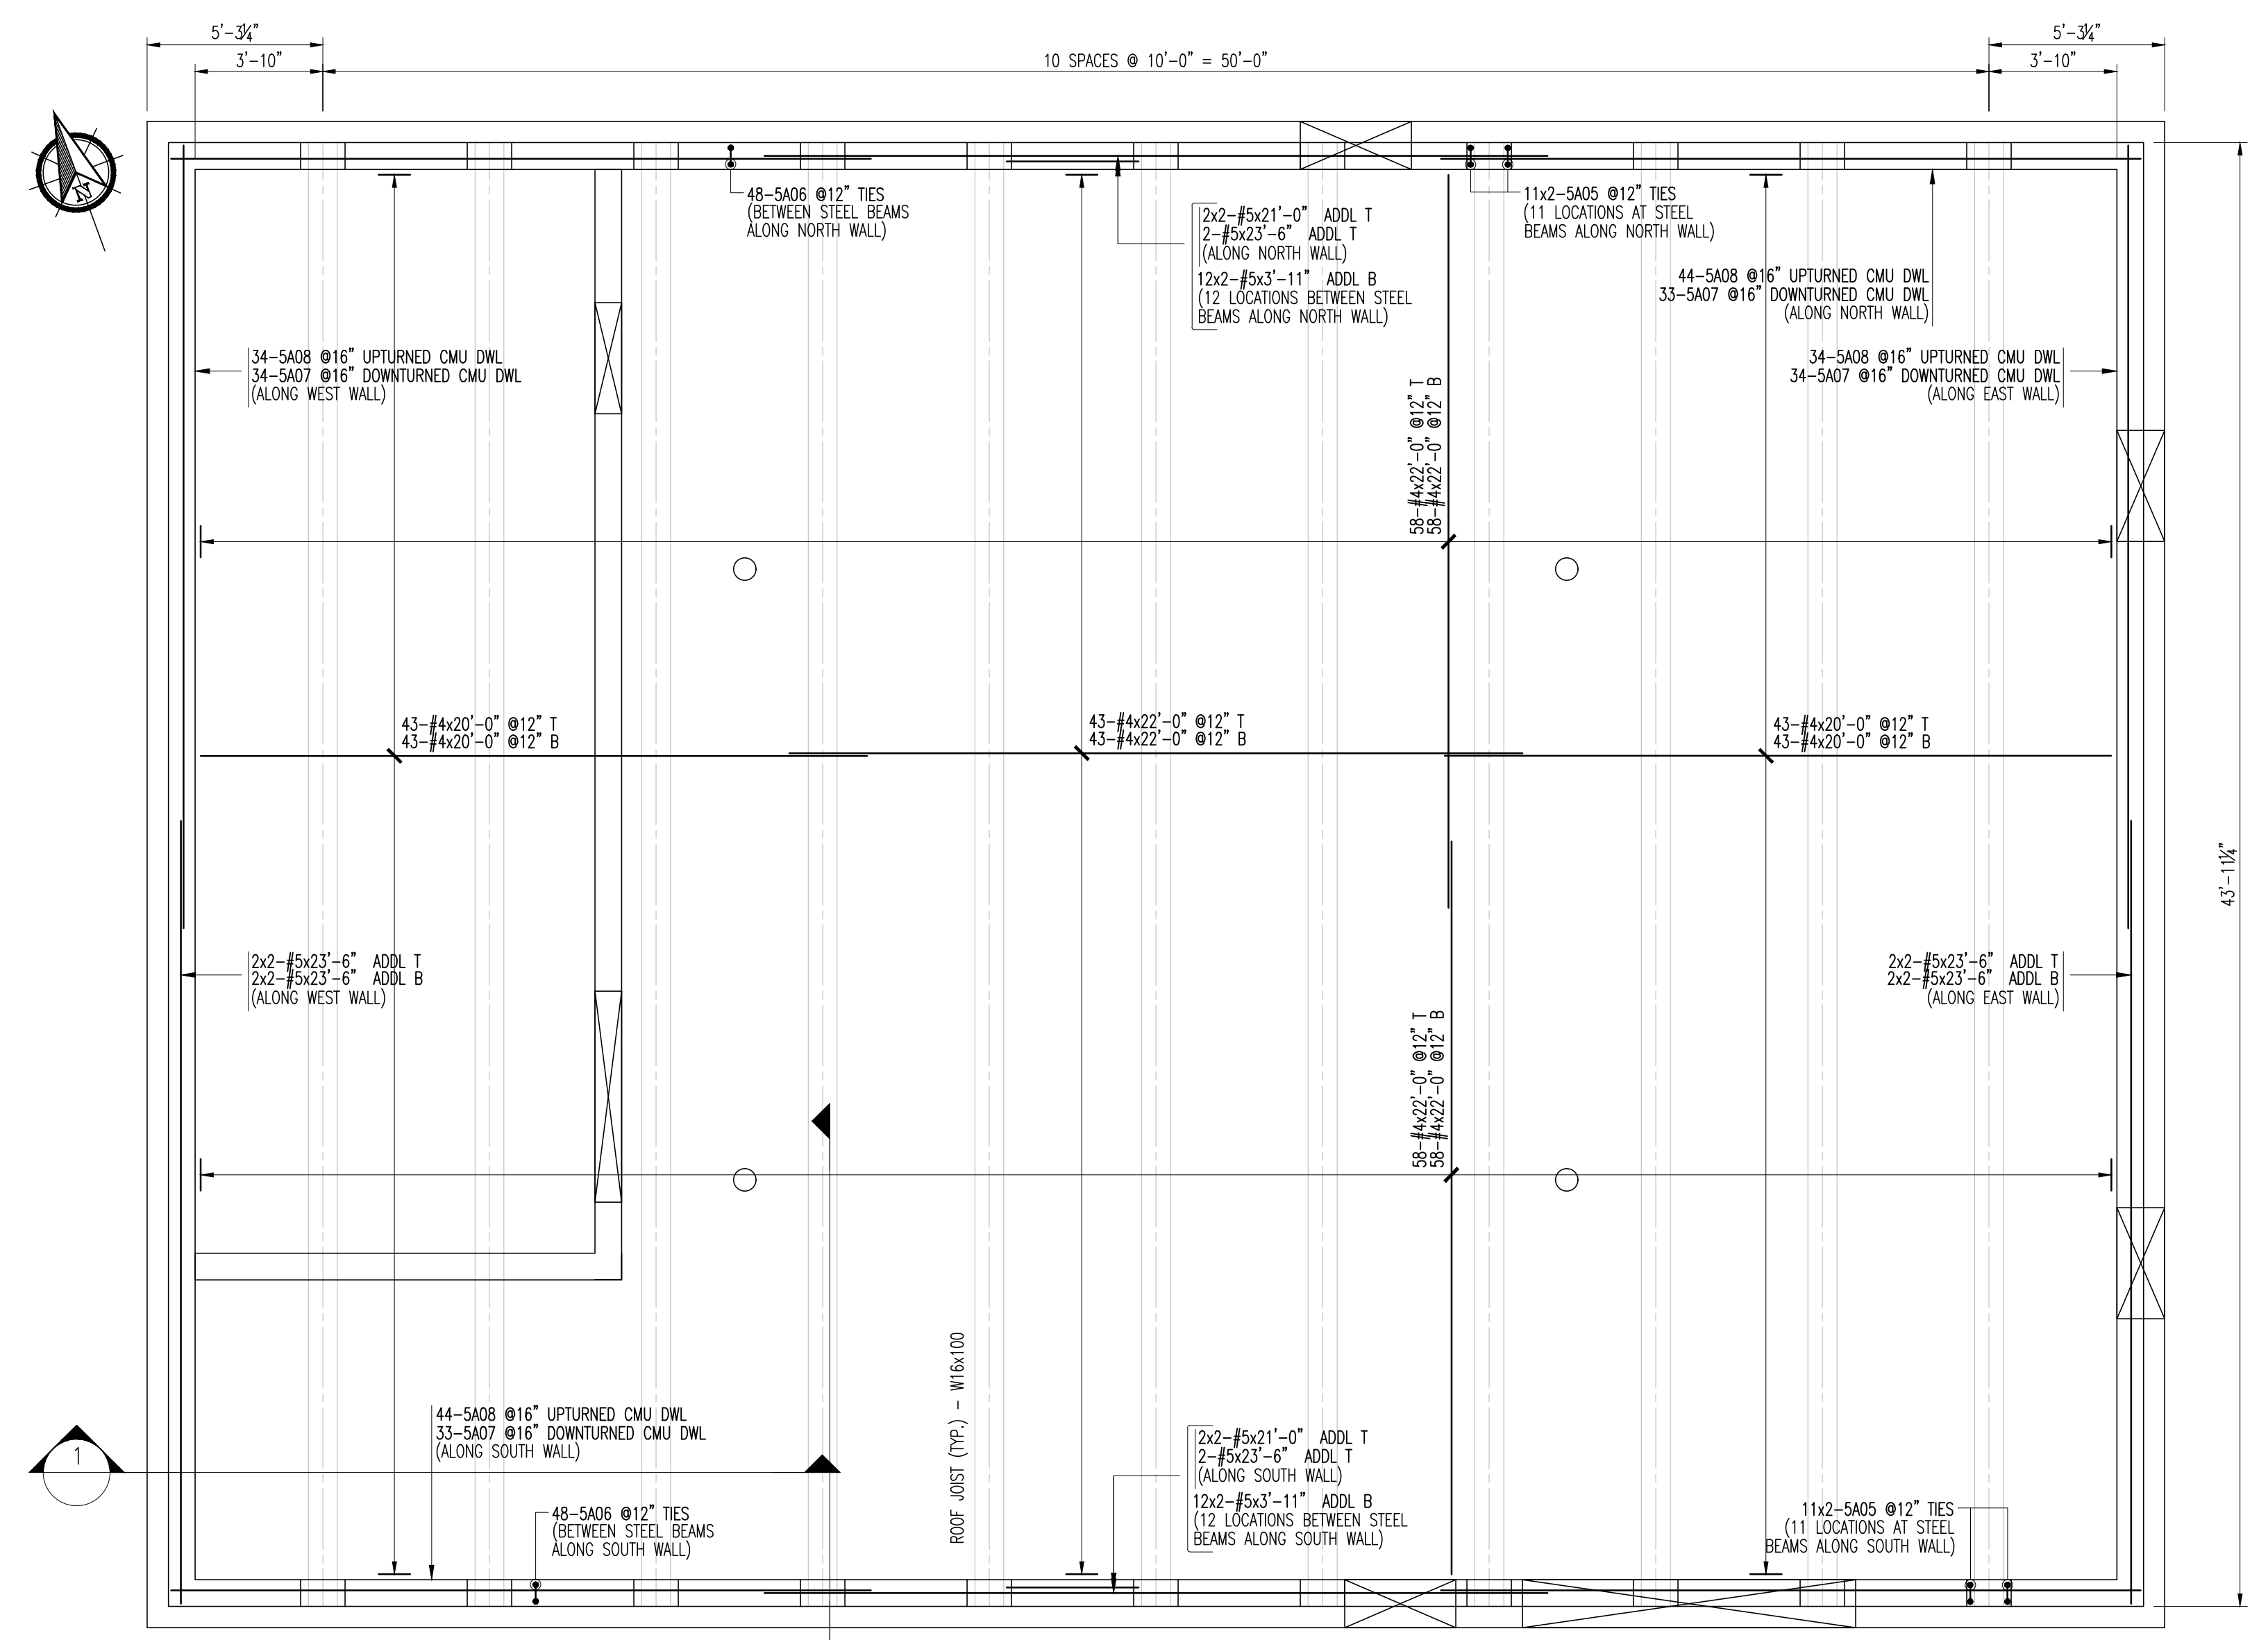 5'-3¼"
5'-3¼"
3'-10"
10 SPACES @ 10'-0" = 50'-0"
3'-10"
N
48-5A06 @12" TIES
(BETWEEN STEEL BEAMS
ALONG NORTH WALL)
2x2-#5x21'-0" ADDL T
2-#5x23'-6" ADDL T
(ALONG NORTH WALL)
12x2-#5x3'-11" ADDL B
(12 LOCATIONS BETWEEN STEEL
BEAMS ALONG NORTH WALL)
11x2-5A05 @12" TIES
(11 LOCATIONS AT STEEL
BEAMS ALONG NORTH WALL)
44-5A08 @16" UPTURNED CMU DWL
33-5A07 @16" DOWNTURNED CMU DWL
(ALONG NORTH WALL)
34-5A08 @16" UPTURNED CMU DWL
34-5A07 @16" DOWNTURNED CMU DWL
(ALONG WEST WALL)
34-5A08 @16" UPTURNED CMU DWL
34-5A07 @16" DOWNTURNED CMU DWL
(ALONG EAST WALL)
58-#4x22'-0" @12" T
58-#4x22'-0" @12" B
43-#4x20'-0" @12" T
43-#4x20'-0" @12" B
43-#4x22'-0" @12" T
43-#4x22'-0" @12" B
43-#4x20'-0" @12" T
43-#4x20'-0" @12" B
43'-11¼"
2x2-#5x23'-6" ADDL T
2x2-#5x23'-6" ADDL B
(ALONG WEST WALL)
2x2-#5x23'-6" ADDL T
2x2-#5x23'-6" ADDL B
(ALONG EAST WALL)
58-#4x22'-0" @12" T
58-#4x22'-0" @12" B
ROOF JOIST (TYP.) - W16x100
44-5A08 @16" UPTURNED CMU DWL
33-5A07 @16" DOWNTURNED CMU DWL
(ALONG SOUTH WALL)
1
2x2-#5x21'-0" ADDL T
2-#5x23'-6" ADDL T
(ALONG SOUTH WALL)
12x2-#5x3'-11" ADDL B
(12 LOCATIONS BETWEEN STEEL
BEAMS ALONG SOUTH WALL)
48-5A06 @12" TIES
(BETWEEN STEEL BEAMS
ALONG SOUTH WALL)
11x2-5A05 @12" TIES
(11 LOCATIONS AT STEEL
BEAMS ALONG SOUTH WALL)